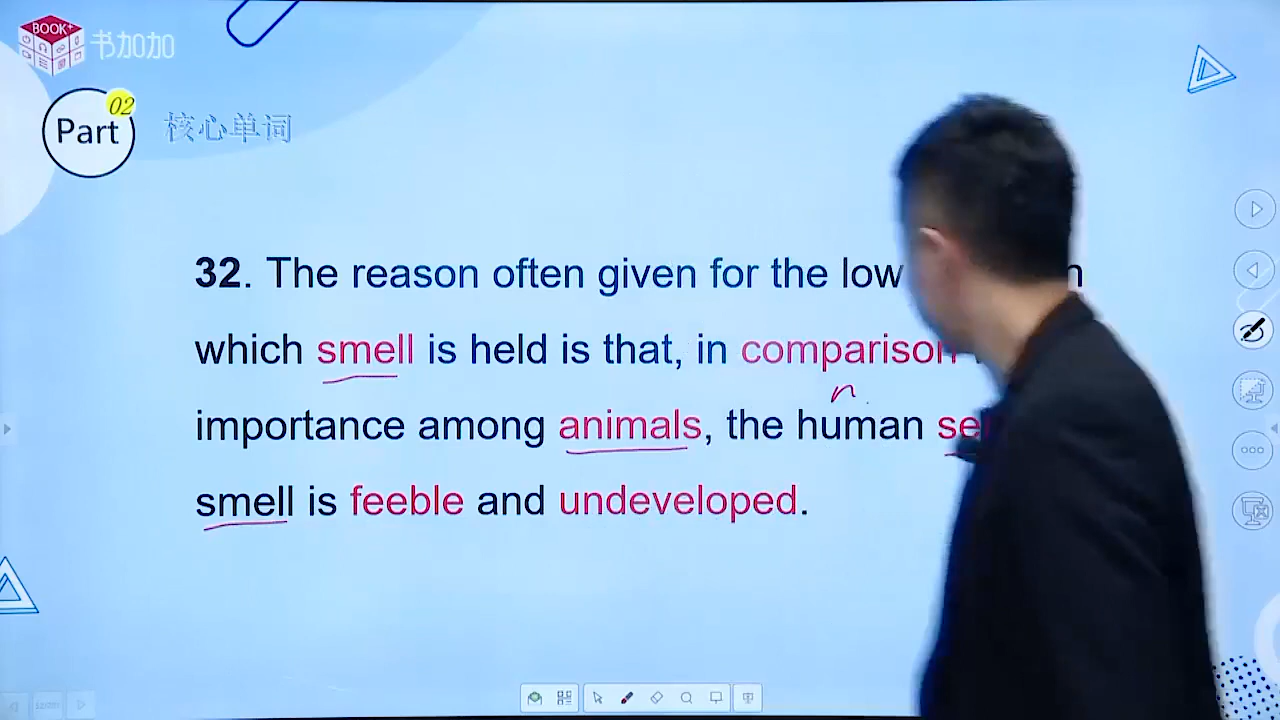 BOOK+
书加加
02
Part
核心单词
32. The reason often given for the low
which smell is held is that, in comparison
importance among animals, the human
smell is feeble and undeveloped.
n